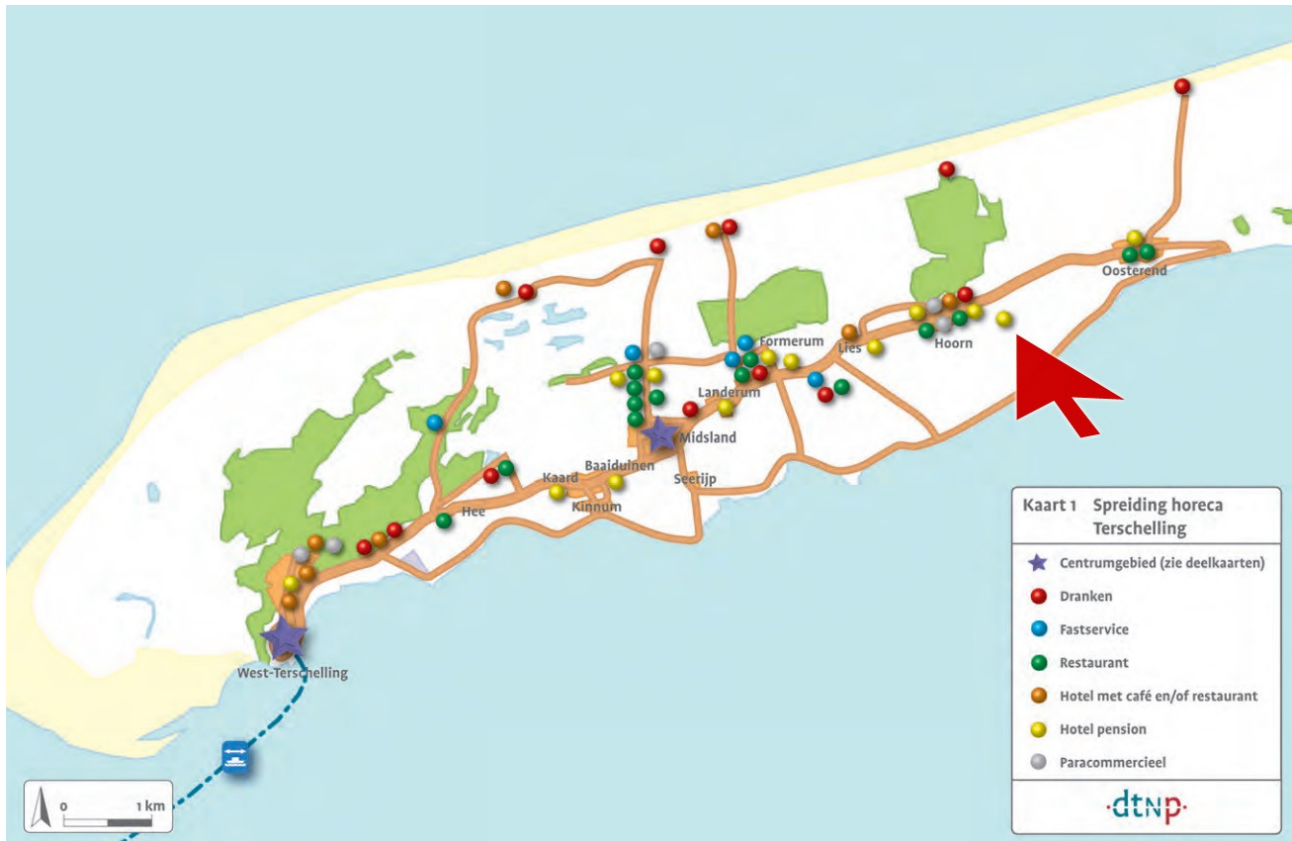 Oosterend
Formerum
Lies
Hoorn
Landerum
Midsland
Baaiduinen
Kaard
Seerijp
Kinnum
Hee
West-Terschelling
Kaart 1 Spreiding horeca
Terschelling
Centrumgebied (zie deelkaarten)
Dranken
Fastservice
Restaurant
Hotel met café en/of restaurant
Hotel pension
Paracommercieel
·dtnp·
0 1 km